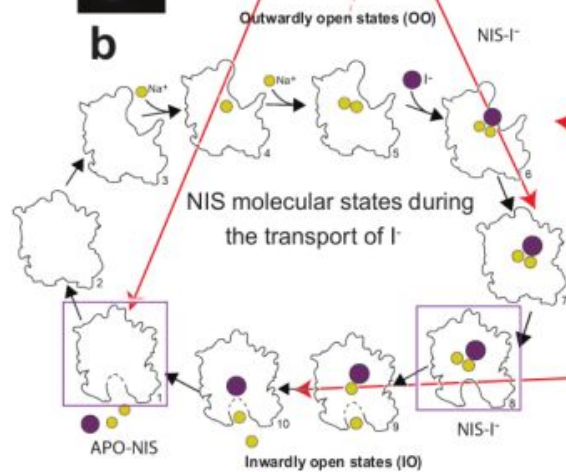 b
Outwardly open states (OO)
NIS-I⁻
Na⁺
Na⁺
I⁻
3
4
5
6
NIS molecular states during
the transport of I⁻
2
7
1
10
9
8
APO-NIS
NIS-I⁻
Inwardly open states (IO)